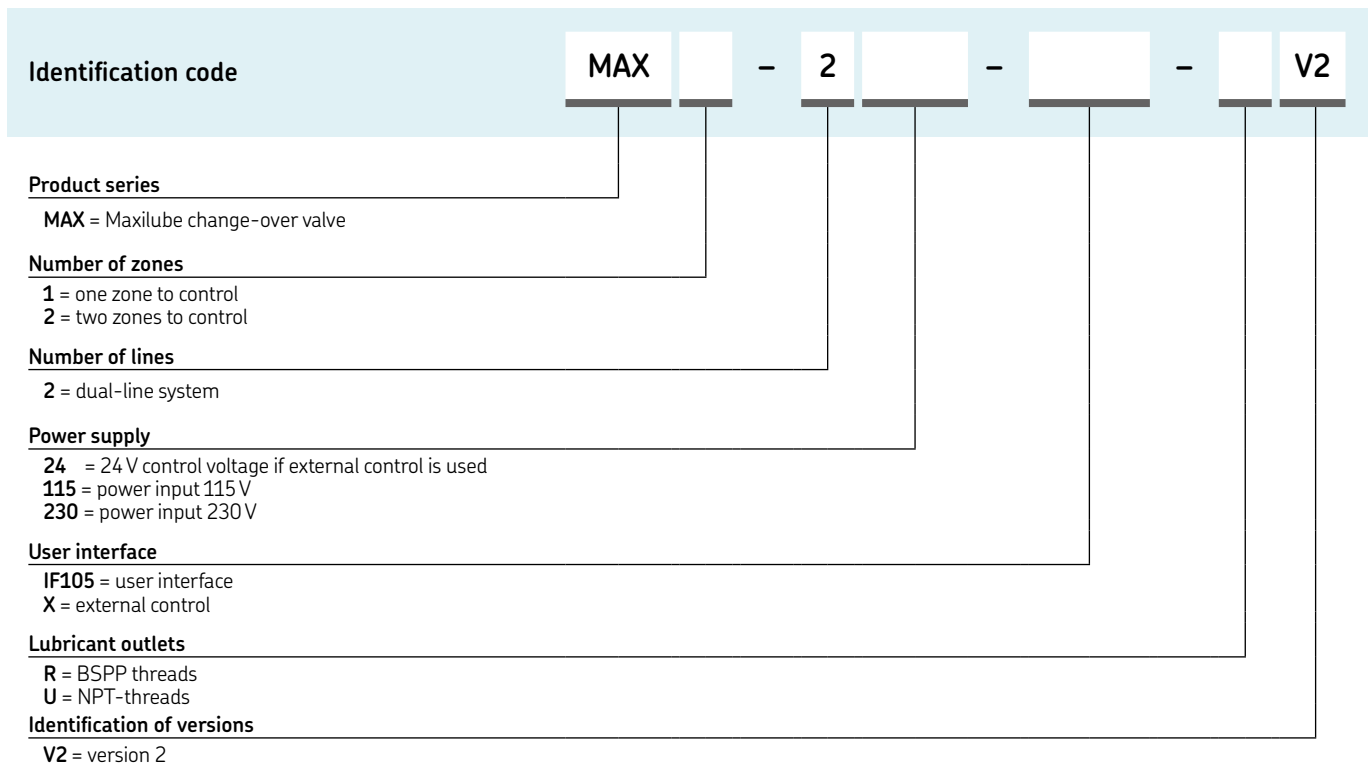 Identification code MAX – 2 – – V2
Product series
MAX = Maxilube change-over valve
Number of zones
1 = one zone to control
2 = two zones to control
Number of lines
2 = dual-line system
Power supply
24 = 24 V control voltage if external control is used
115 = power input 115 V
230 = power input 230 V
User interface
IF105 = user interface
X = external control
Lubricant outlets
R = BSPP threads
U = NPT-threads
Identification of versions
V2 = version 2